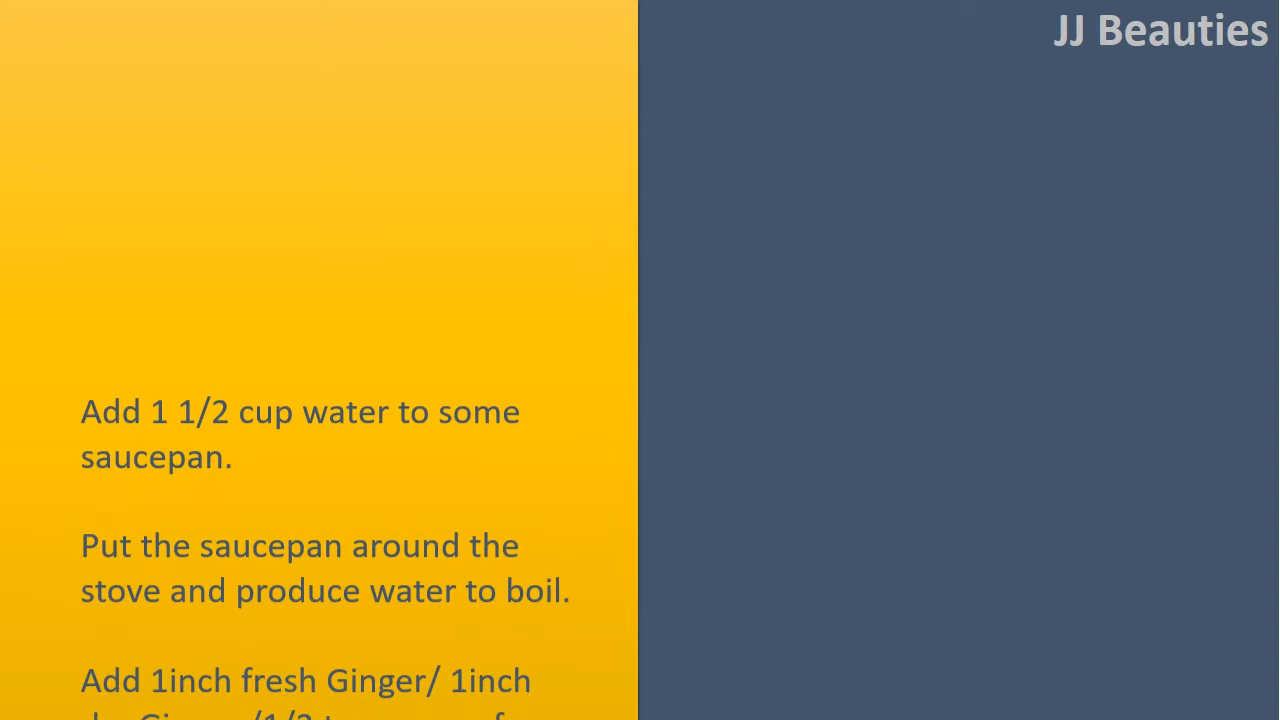 JJ Beauties
Add 1 1/2 cup water to some
saucepan.
Put the saucepan around the
stove and produce water to boil.
Add 1inch fresh Ginger/ 1inch